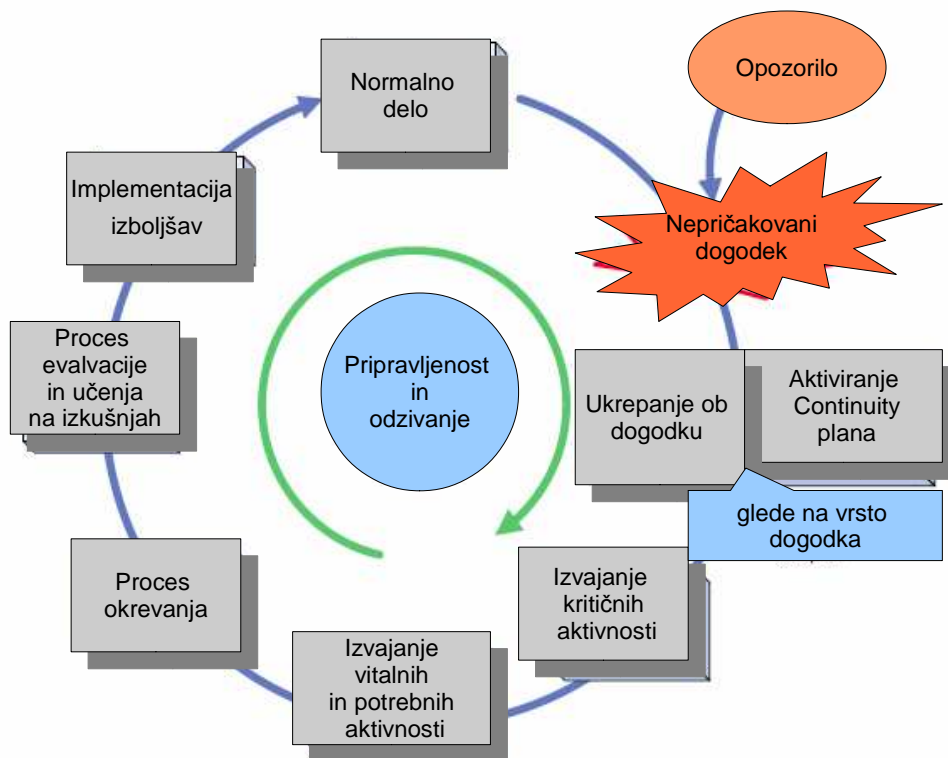 Normalno
delo
Opozorilo
Nepričakovani
dogodek
Ukrepanje ob
dogodku
Aktiviranje
Continuity
plana
glede na vrsto
dogodka
Izvajanje
kritičnih
aktivnosti
Izvajanje
vitalnih
in potrebnih
aktivnosti
Proces
okrevanja
Proces
evalvacije
in učenja
na izkušnjah
Implementacija
izboljšav
Pripravljenost
in
odzivanje